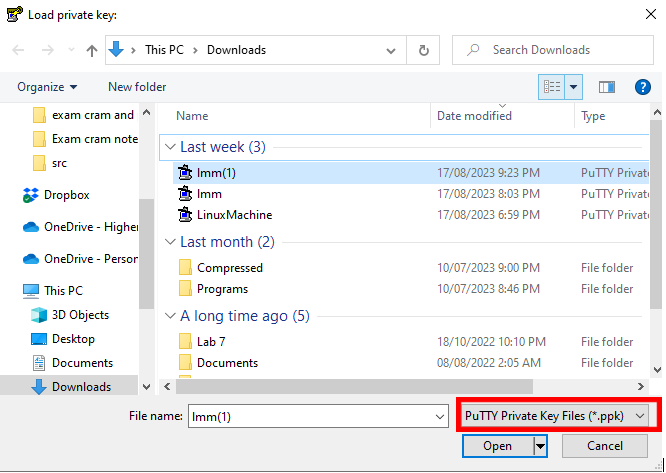 Load private key:
This PC > Downloads
Search Downloads
Organize
New folder
?
exam cram and
Exam cram note
src
Dropbox
OneDrive - Higher
OneDrive - Person
This PC
3D Objects
Desktop
Documents
Downloads
Name Date modified Type
Last week (3)
lmm(1) 17/08/2023 9:23 PM PuTTY Private
lmm 17/08/2023 8:03 PM PuTTY Private
LinuxMachine 17/08/2023 6:59 PM PuTTY Private
Last month (2)
Compressed 10/07/2023 9:00 PM File folder
Programs 10/07/2023 8:46 PM File folder
A long time ago (5)
Lab 7 18/10/2022 10:10 PM File folder
Documents 08/08/2022 2:05 AM File folder
File name: lmm(1) PuTTY Private Key Files (*.ppk)
Open Cancel